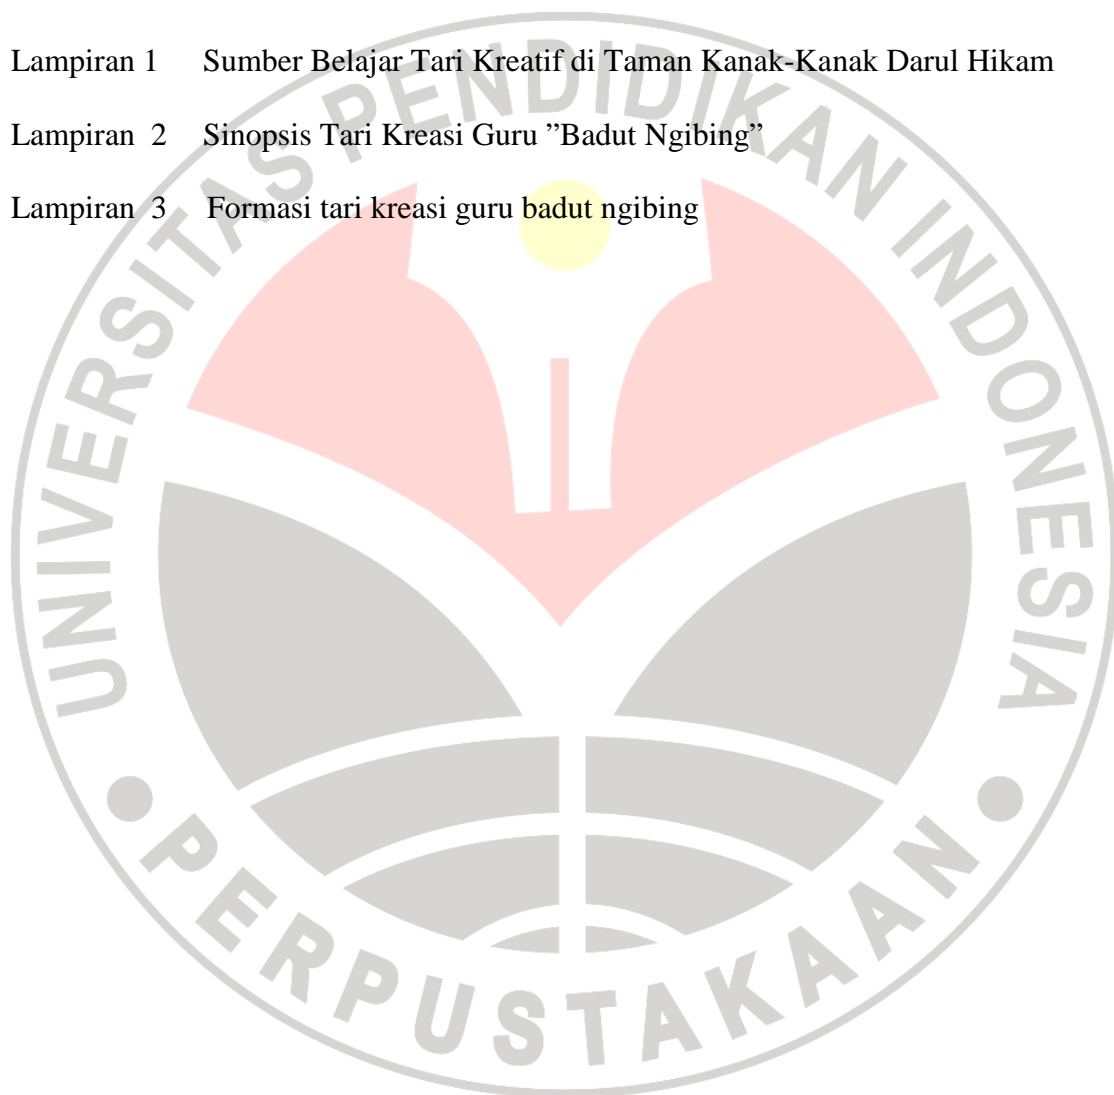 Lampiran 1 Sumber Belajar Tari Kreatif di Taman Kanak-Kanak Darul Hikam
Lampiran 2 Sinopsis Tari Kreasi Guru ”Badut Ngibing”
Lampiran 3 Formasi tari kreasi guru badut ngibing
UNIVERSITAS PENDIDIKAN INDONESIA
PERPUSTAKAAN